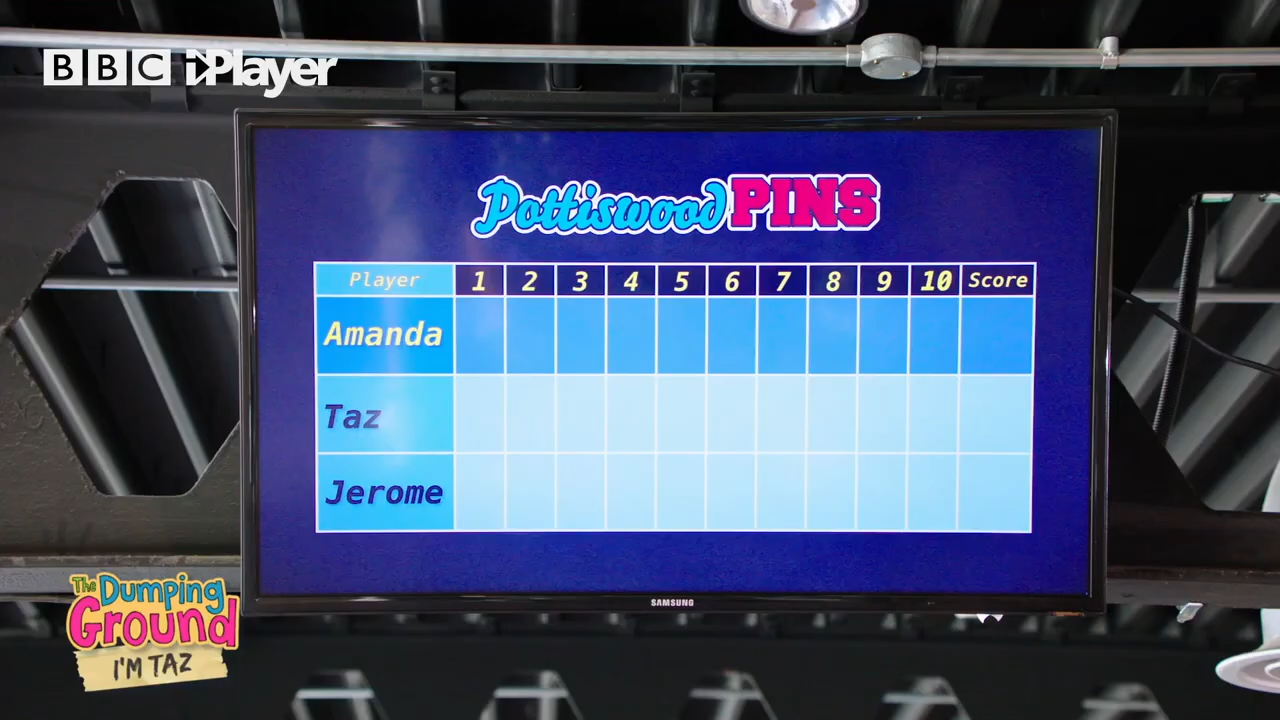 BBC iPlayer
Pottiswood PINS
Player 1 2 3 4 5 6 7 8 9 10 Score
Amanda
Taz
Jerome
SAMSUNG
The Dumping Ground
I'M TAZ